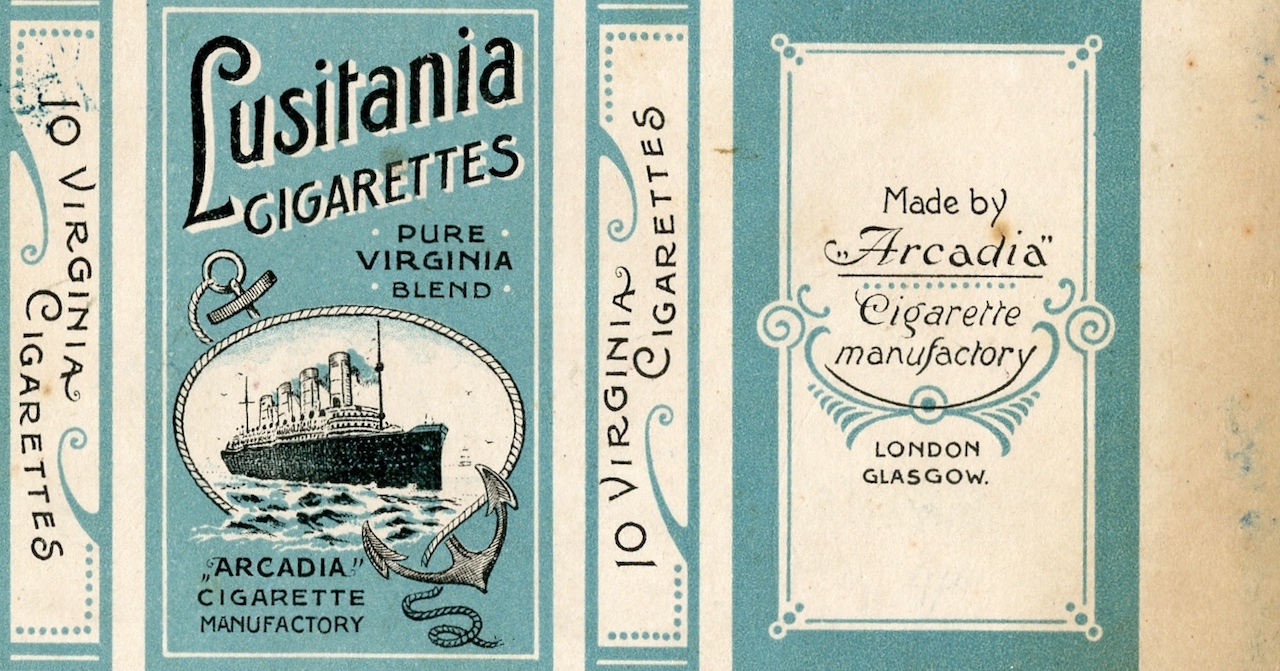 10 VIRGINIA
CIGARETTES
Lusitania
CIGARETTES
· PURE ·
VIRGINIA
· BLEND ·
„ARCADIA”
CIGARETTE
MANUFACTORY
10 VIRGINIA
CIGARETTES
Made by
„Arcadia”
Cigarette
manufactory
LONDON
GLASGOW.